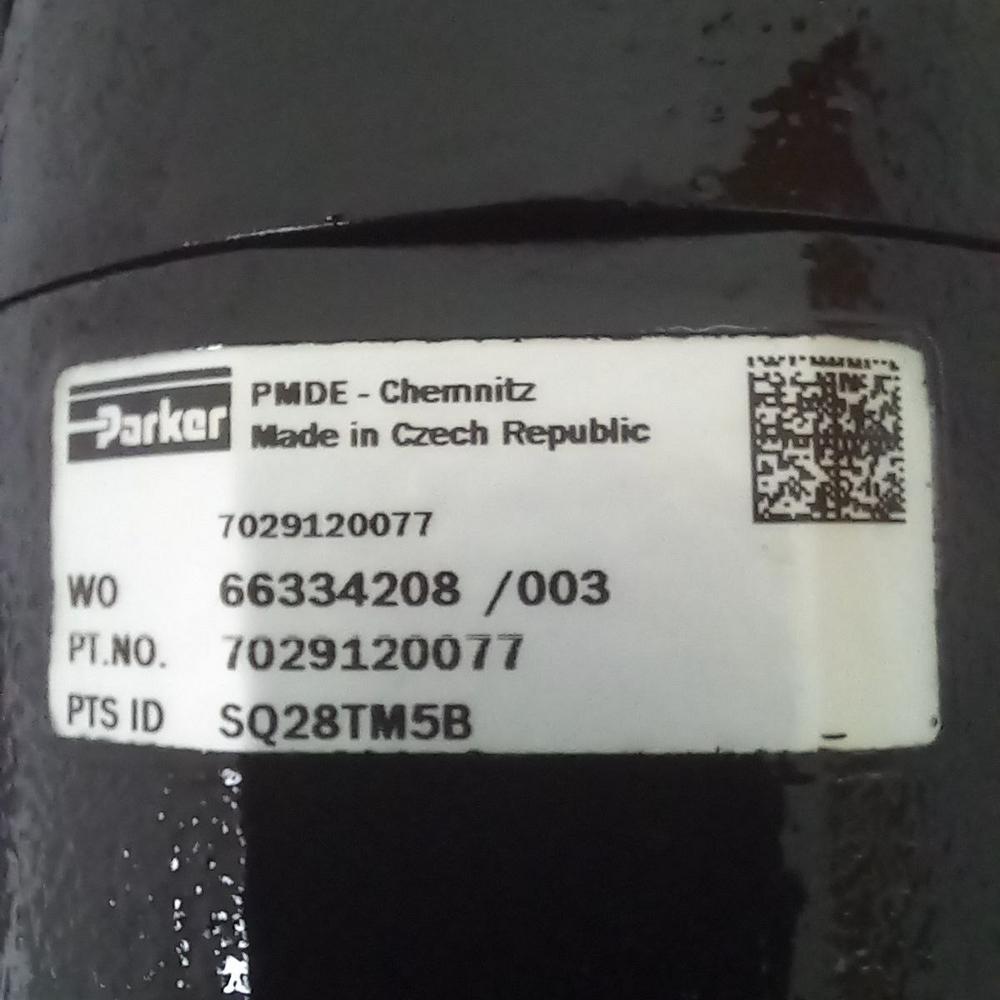 Parker
PMDE - Chemnitz
Made in Czech Republic
7029120077
WO 66334208 /003
PT.NO. 7029120077
PTS ID SQ28TM5B